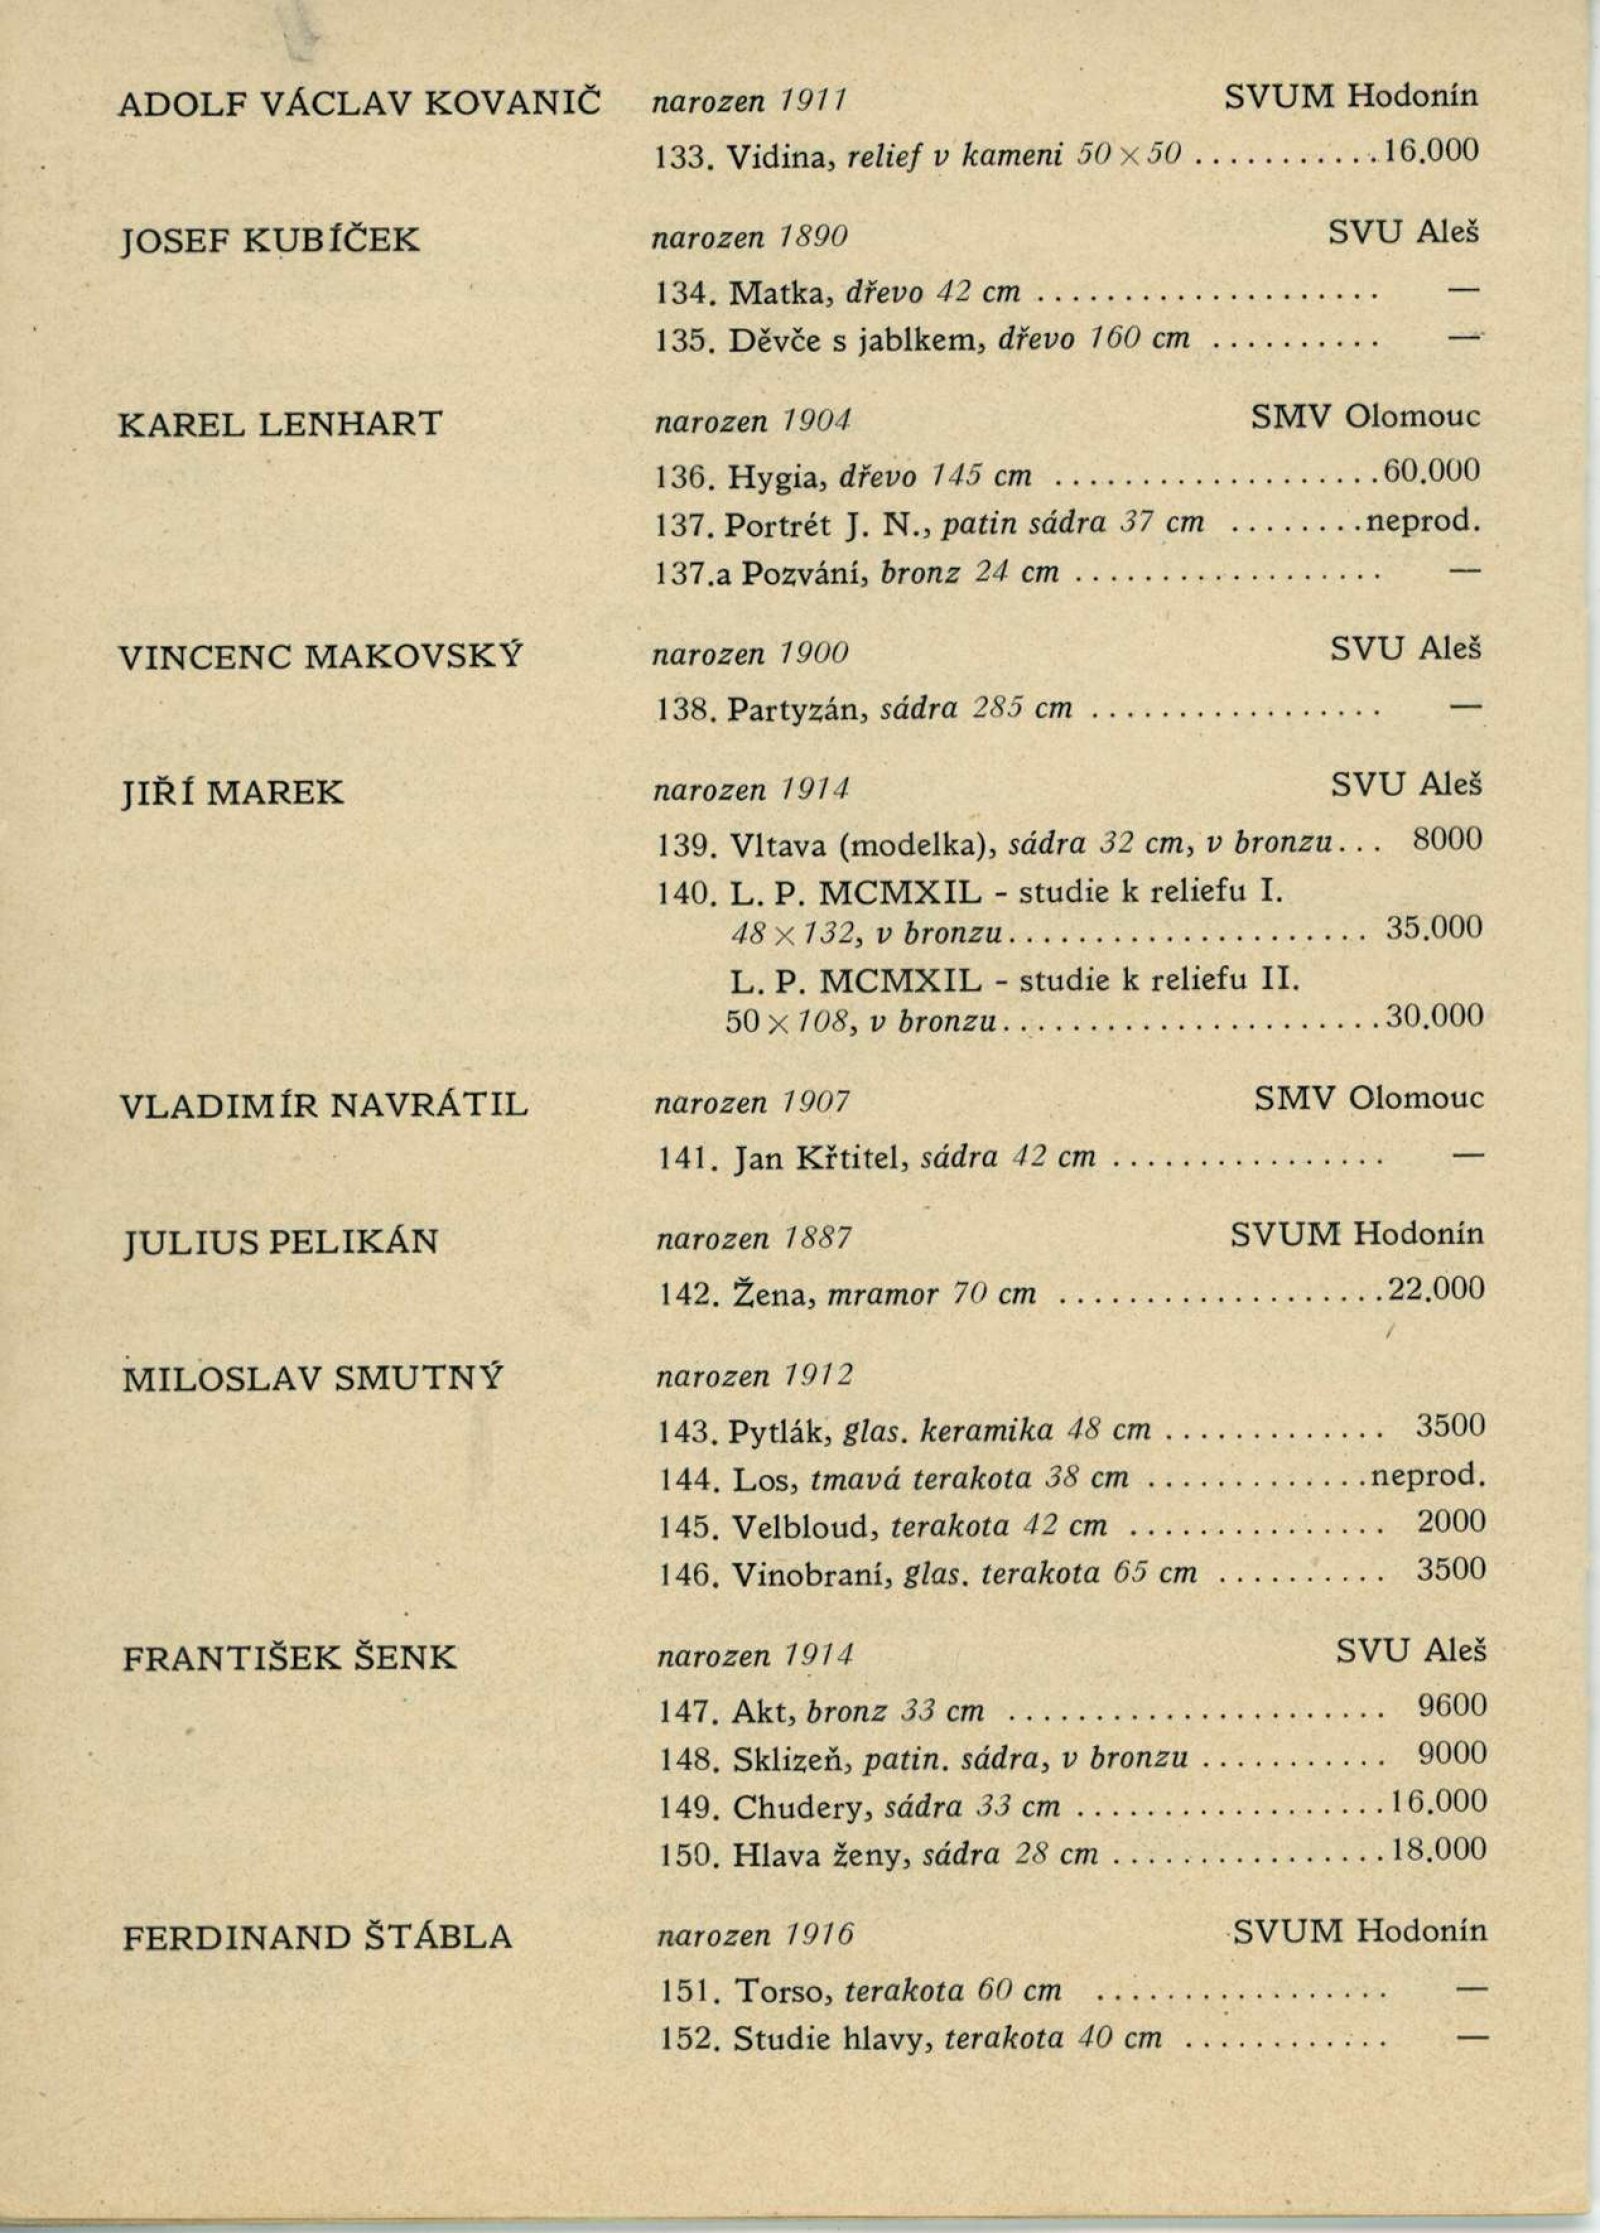 ADOLF VÁCLAV KOVANIČ narozen 1911 SVUM Hodonín
133. Vidina, relief v kameni 50 × 50 ........... 16.000
JOSEF KUBÍČEK narozen 1890 SVU Aleš
134. Matka, dřevo 42 cm .................... —
135. Děvče s jablkem, dřevo 160 cm .......... —
KAREL LENHART narozen 1904 SMV Olomouc
136. Hygia, dřevo 145 cm ................... 60.000
137. Portrét J. N., patin sádra 37 cm ........ neprod.
137.a Pozvání, bronz 24 cm .................. —
VINCENC MAKOVSKÝ narozen 1900 SVU Aleš
138. Partyzán, sádra 285 cm ................. —
JIŘÍ MAREK narozen 1914 SVU Aleš
139. Vltava (modelka), sádra 32 cm, v bronzu... 8000
140. L. P. MCMXIL - studie k reliefu I.
48 × 132, v bronzu..................... 35.000
L. P. MCMXIL - studie k reliefu II.
50 × 108, v bronzu...................... 30.000
VLADIMÍR NAVRÁTIL narozen 1907 SMV Olomouc
141. Jan Křtitel, sádra 42 cm ................ —
JULIUS PELIKÁN narozen 1887 SVUM Hodonín
142. Žena, mramor 70 cm ................... 22.000
MILOSLAV SMUTNÝ narozen 1912
143. Pytlák, glas. keramika 48 cm ............. 3500
144. Los, tmavá terakota 38 cm ............. neprod.
145. Velbloud, terakota 42 cm ............... 2000
146. Vinobraní, glas. terakota 65 cm .......... 3500
FRANTIŠEK ŠENK narozen 1914 SVU Aleš
147. Akt, bronz 33 cm ...................... 9600
148. Sklizeň, patin. sádra, v bronzu ........... 9000
149. Chudery, sádra 33 cm .................. 16.000
150. Hlava ženy, sádra 28 cm ................ 18.000
FERDINAND ŠTÁBLA narozen 1916 SVUM Hodonín
151. Torso, terakota 60 cm ................. —
152. Studie hlavy, terakota 40 cm ............ —